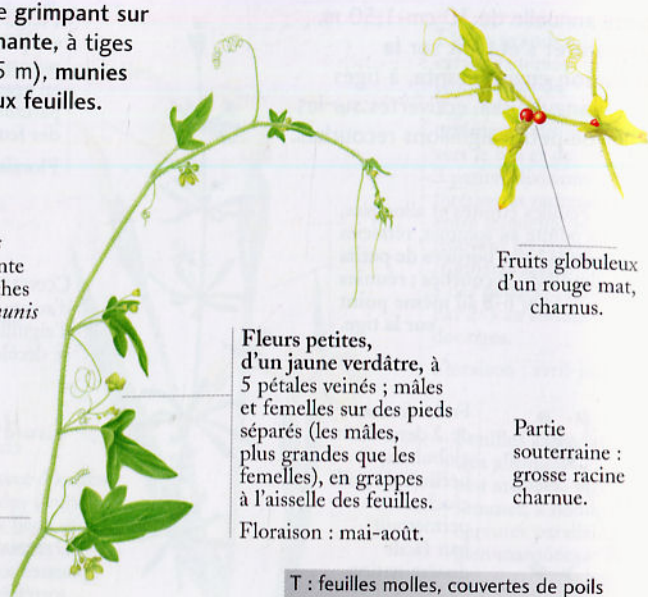 e grimpant sur
nante, à tiges
5 m), munies
ux feuilles.
nte
hes
unis
Fruits globuleux
d'un rouge mat,
charnus.
Fleurs petites,
d'un jaune verdâtre, à
5 pétales veinés ; mâles
et femelles sur des pieds
séparés (les mâles,
plus grandes que les
femelles), en grappes
à l'aisselle des feuilles.
Floraison : mai-août.
Partie
souterraine :
grosse racine
charnue.
T : feuilles molles, couvertes de poils